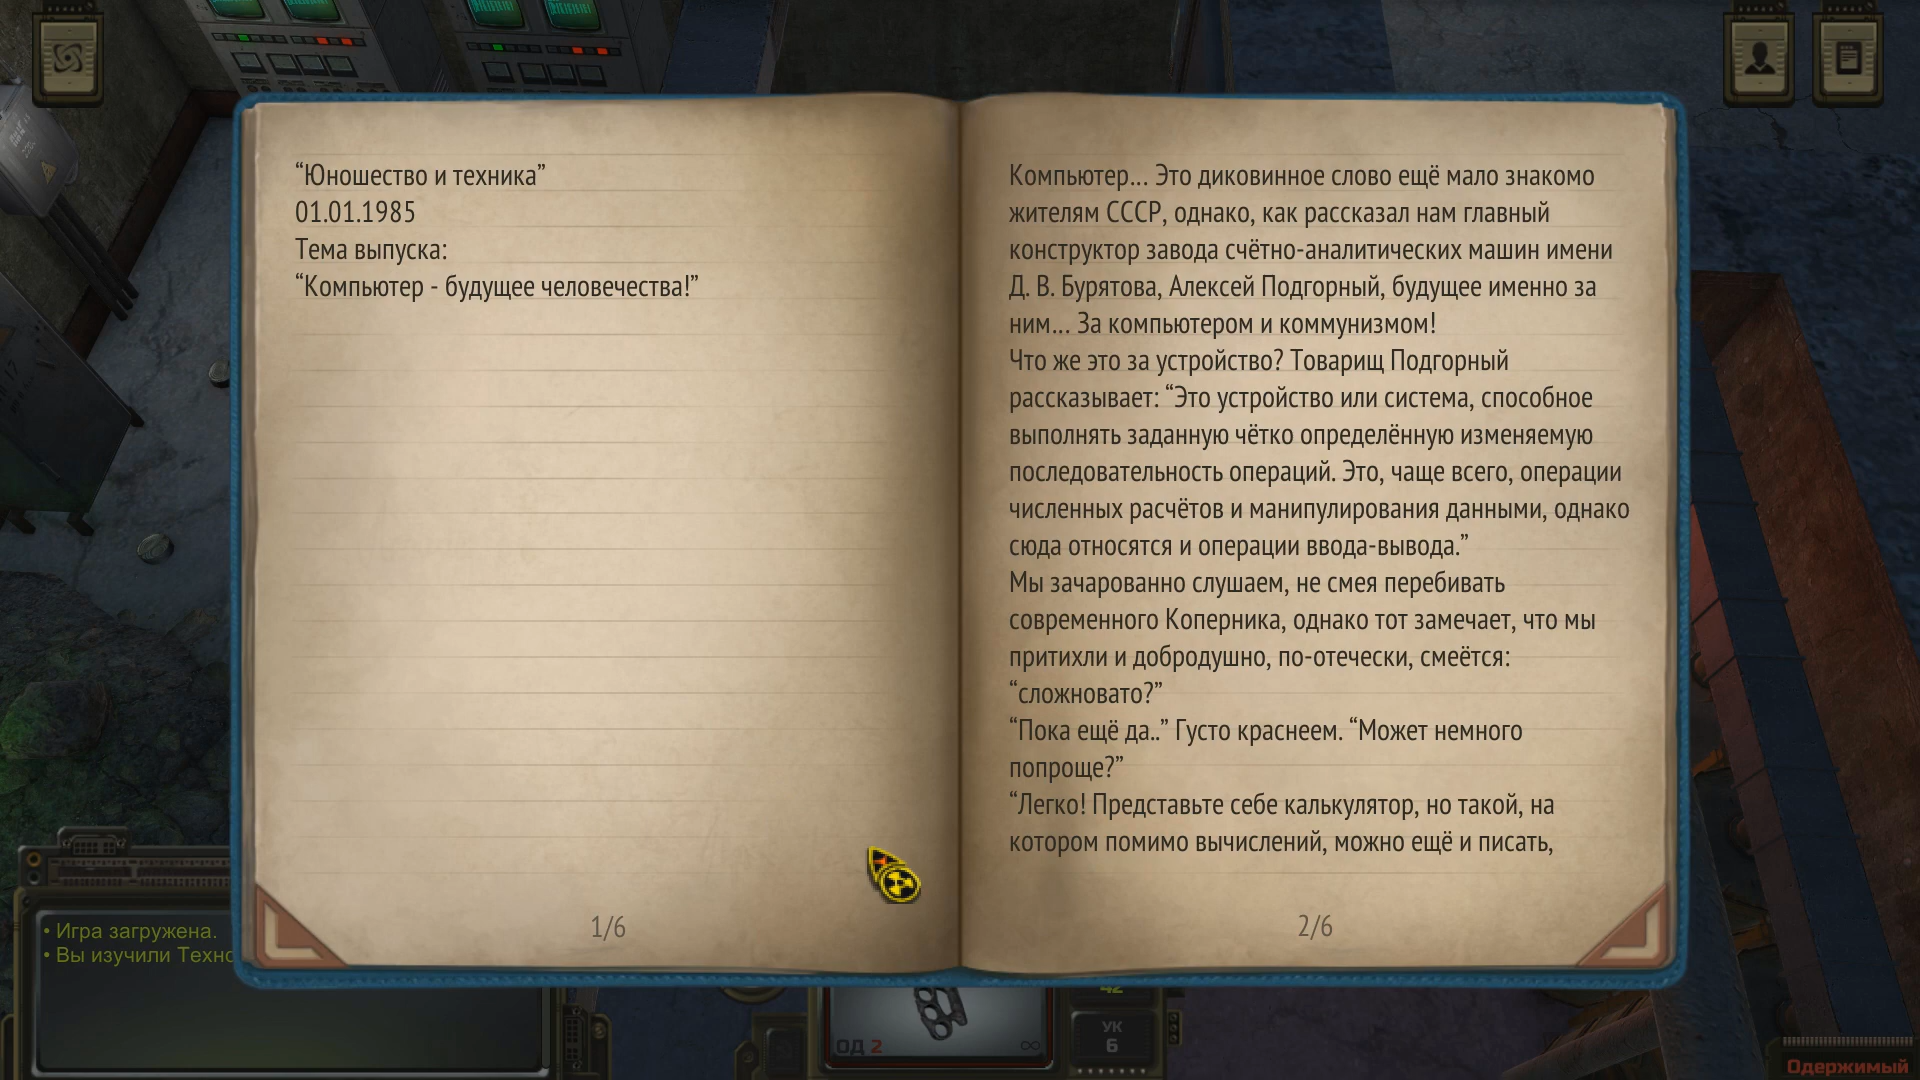 “Юношество и техника”
01.01.1985
Тема выпуска:
“Компьютер - будущее человечества!”
1/6
Компьютер... Это диковинное слово ещё мало знакомо
жителям СССР, однако, как рассказал нам главный
конструктор завода счётно-аналитических машин имени
Д. В. Бурятова, Алексей Подгорный, будущее именно за
ним... За компьютером и коммунизмом!
Что же это за устройство? Товарищ Подгорный
рассказывает: “Это устройство или система, способное
выполнять заданную чётко определённую изменяемую
последовательность операций. Это, чаще всего, операции
численных расчётов и манипулирования данными, однако
сюда относятся и операции ввода-вывода.”
Мы зачарованно слушаем, не смея перебивать
современного Коперника, однако тот замечает, что мы
притихли и добродушно, по-отечески, смеётся:
“сложновато?”
“Пока ещё да..” Густо краснеем. “Может немного
попроще?”
“Легко! Представьте себе калькулятор, но такой, на
котором помимо вычислений, можно ещё и писать,
2/6
• Игра загружена.
• Вы изучили Техно
ОД 2
∞
42
УК
6
Одержимый